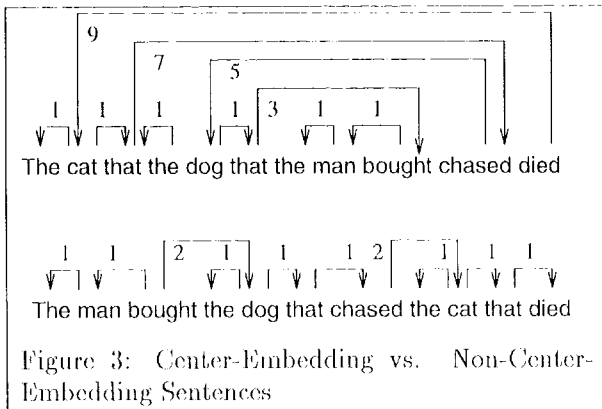 9
7
5
1 1 1 1 3 1 1
The cat that the dog that the man bought chased died
1 1 2 1 1 1 2 1 1 1
The man bought the dog that chased the cat that died
Figure 3: Center-Embedding vs. Non-Center-
Embedding Sentences